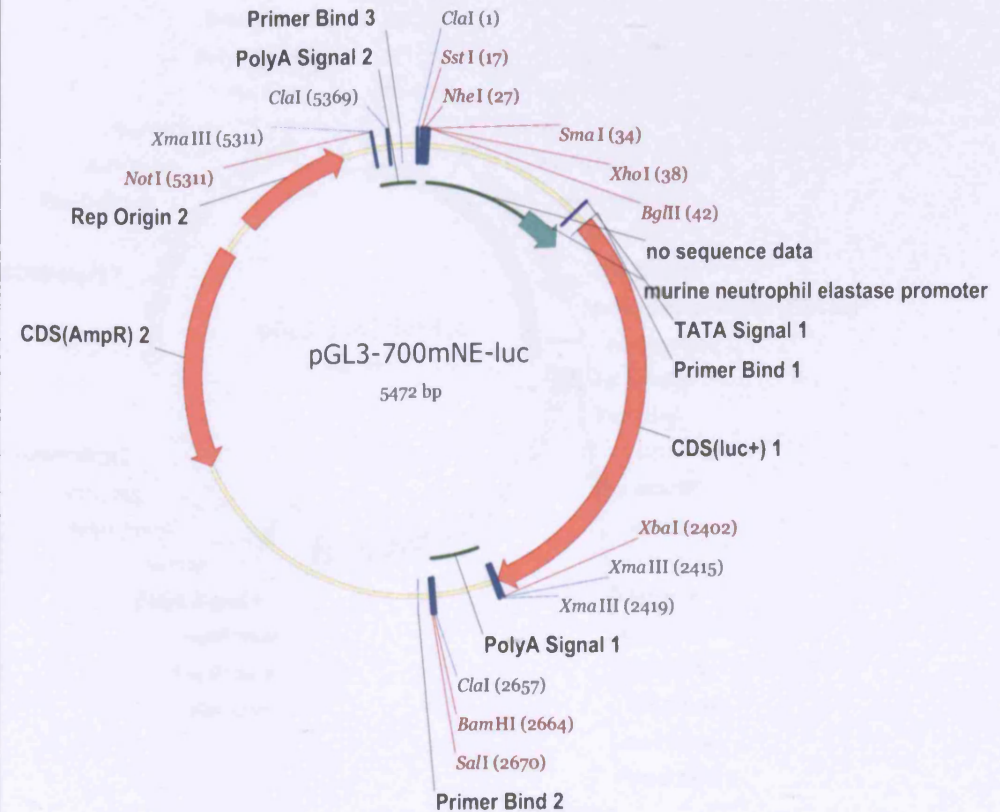 Primer Bind 3
ClaI (1)
PolyA Signal 2
SstI (17)
ClaI (5369)
NheI (27)
XmaIII (5311)
SmaI (34)
NotI (5311)
XhoI (38)
Rep Origin 2
BglII (42)
no sequence data
murine neutrophil elastase promoter
CDS(AmpR) 2
TATA Signal 1
pGL3-700mNE-luc
Primer Bind 1
5472 bp
CDS(luc+) 1
XbaI (2402)
XmaIII (2415)
XmaIII (2419)
PolyA Signal 1
ClaI (2657)
BamHI (2664)
SalI (2670)
Primer Bind 2